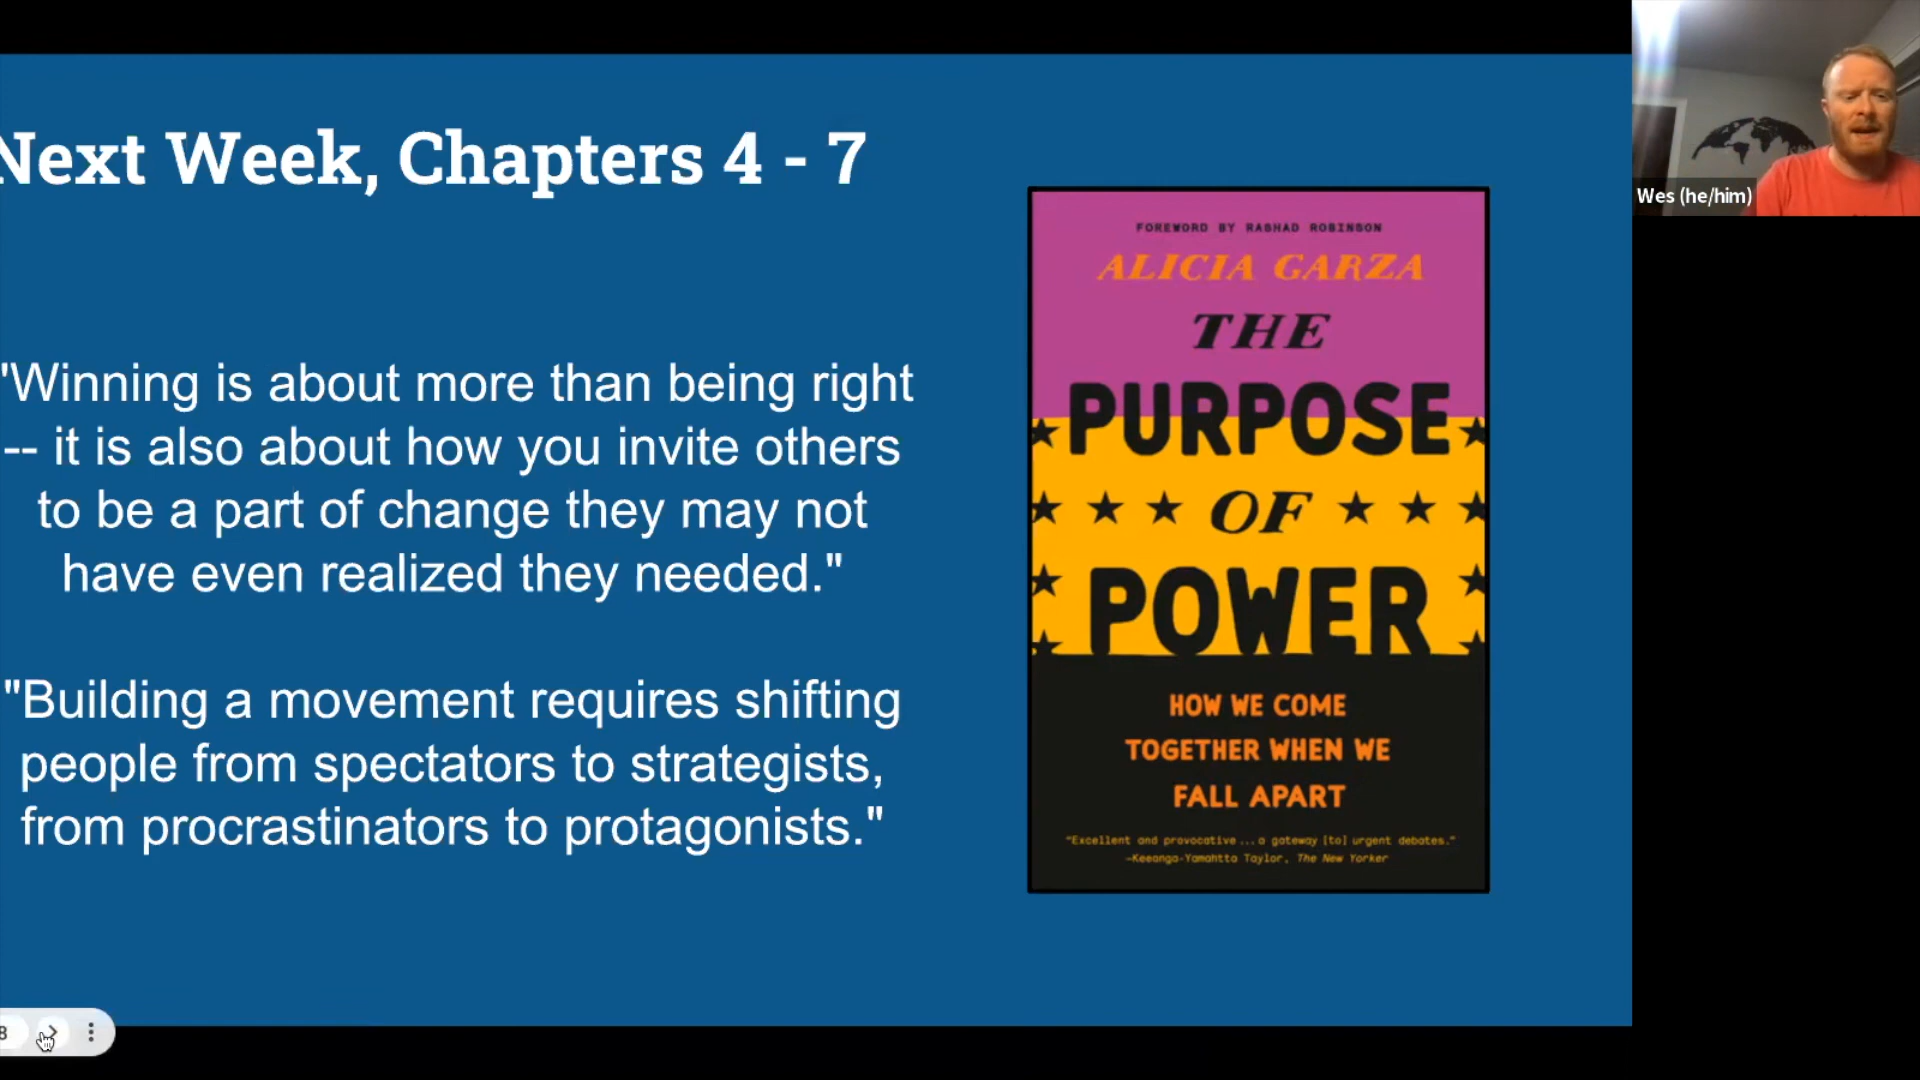 Next Week, Chapters 4 - 7
"Winning is about more than being right
-- it is also about how you invite others
to be a part of change they may not
have even realized they needed."
"Building a movement requires shifting
people from spectators to strategists,
from procrastinators to protagonists."
FOREWORD BY RASHAD ROBINSON
ALICIA GARZA
THE
PURPOSE
OF
POWER
HOW WE COME
TOGETHER WHEN WE
FALL APART
"Excellent and provocative ... a gateway [to] urgent debates."
—Keeanga-Yamahtta Taylor, The New Yorker
Wes (he/him)
8